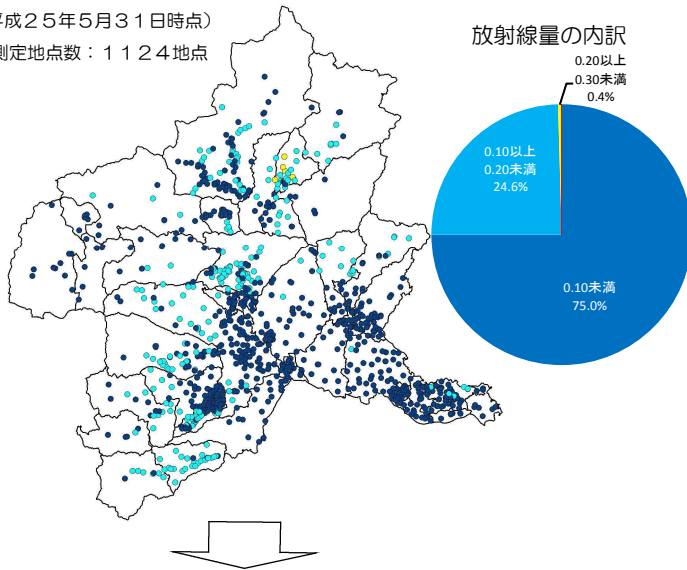 平成25年5月31日時点）
測定地点数：1124地点
放射線量の内訳
0.20以上
0.30未満
0.4%
0.10以上
0.20未満
24.6%
0.10未満
75.0%